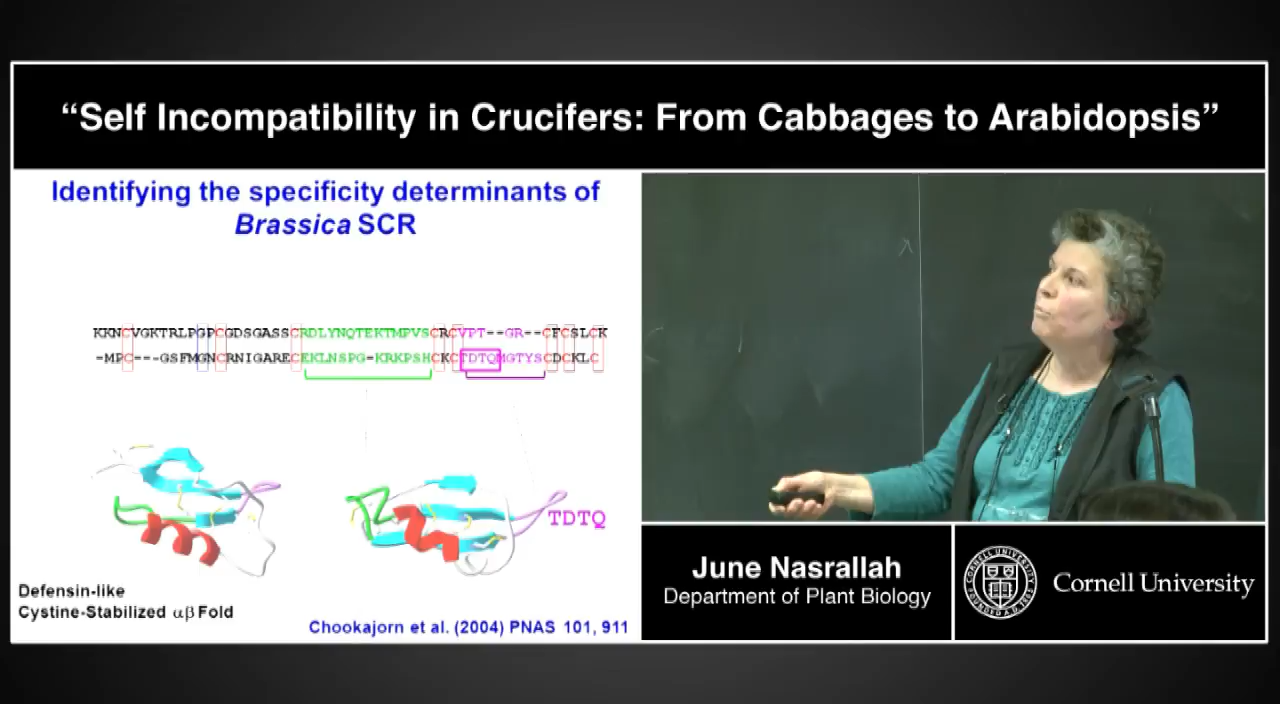 “Self Incompatibility in Crucifers: From Cabbages to Arabidopsis”
Identifying the specificity determinants of
Brassica SCR
KKNCVGKTRLPGPCGDSGASSCRDLYNQTEKTMPVSCRCVPT--GR--CFCSLCK
-MPC---GSFMGNCRNIGARECEKLNSPG-KRKPSHCKCTDTQMGTYSCDCKLC
TDTQ
Defensin-like
Cystine-Stabilized αβ Fold
Chookajorn et al. (2004) PNAS 101, 911
June Nasrallah
Department of Plant Biology
Cornell University